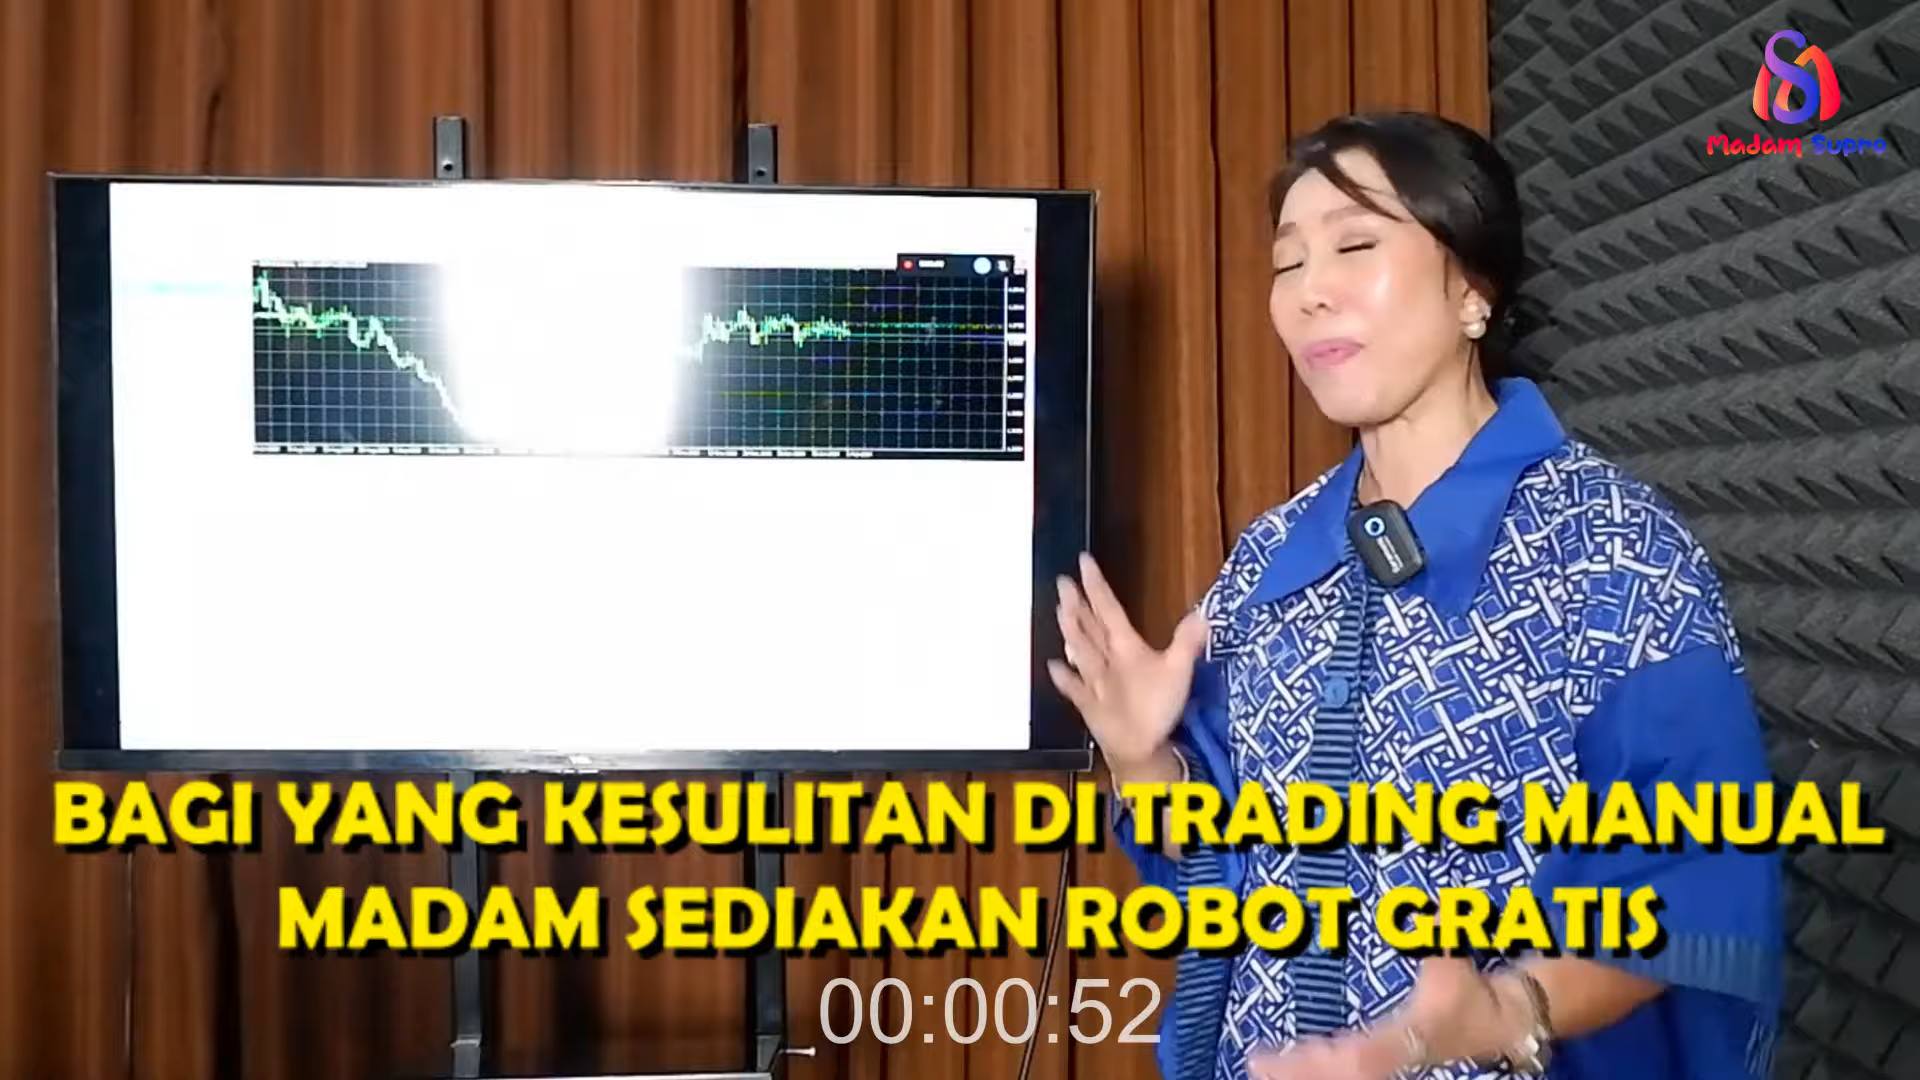 Madam Supro
BAGI YANG KESULITAN DI TRADING MANUAL
MADAM SEDIAKAN ROBOT GRATIS
00:00:52